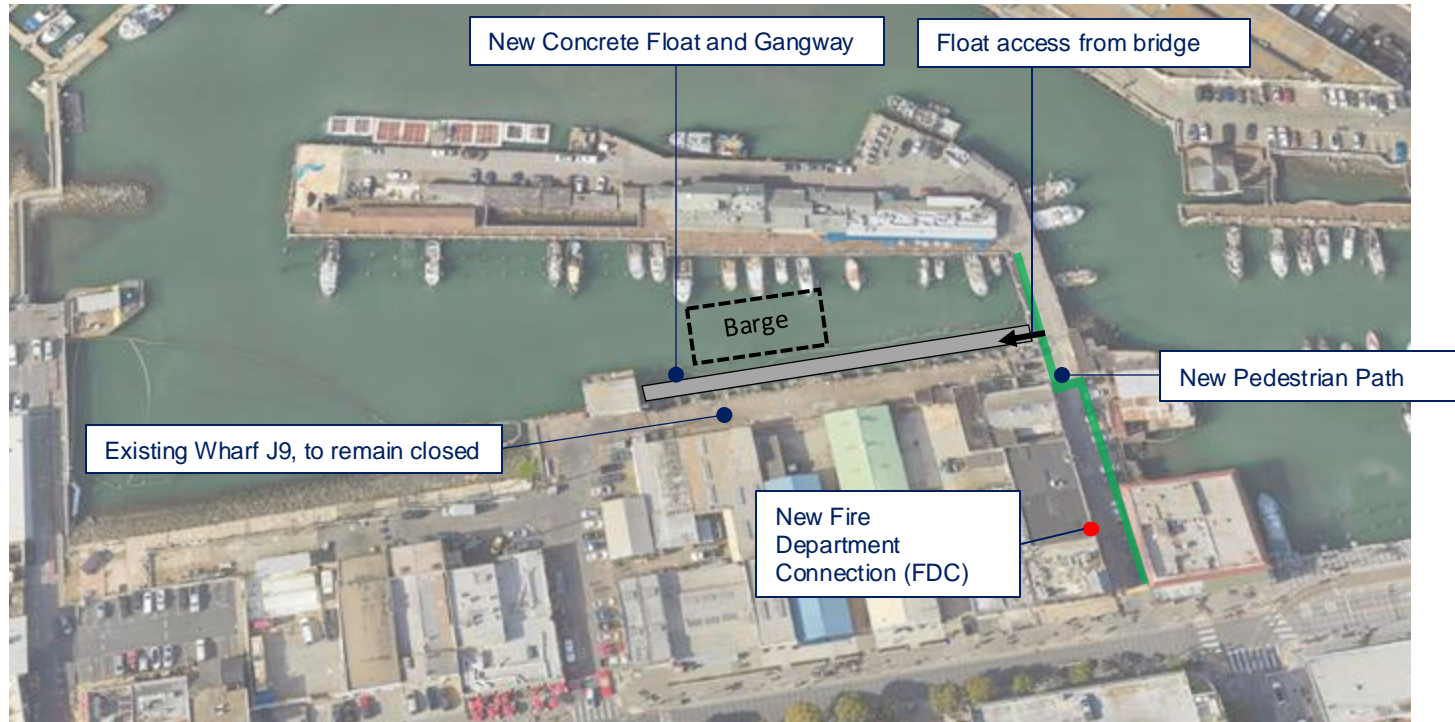 New Concrete Float and Gangway
Float access from bridge
Barge
New Pedestrian Path
Existing Wharf J9, to remain closed
New Fire
Department
Connection (FDC)